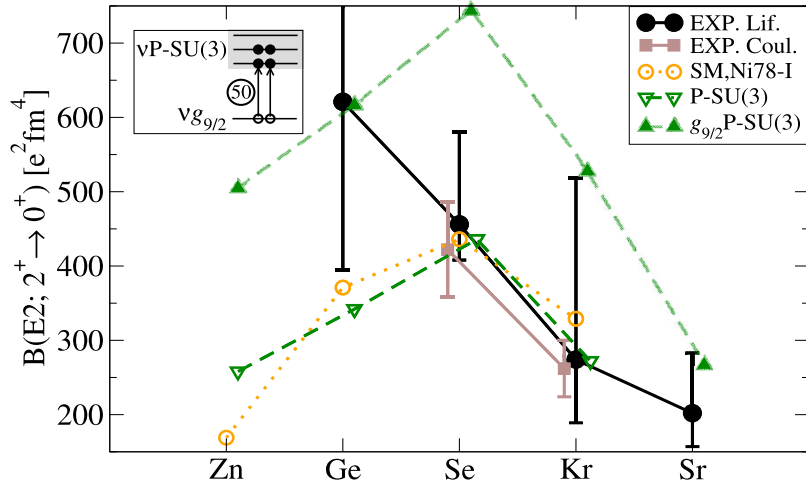 700
600
500
400
300
200
B(E2; 2⁺ → 0⁺) [e²fm⁴]
νP-SU(3)
50
νg9/2
EXP. Lif.
EXP. Coul.
SM,Ni78-I
P-SU(3)
g9/2P-SU(3)
Zn Ge Se Kr Sr